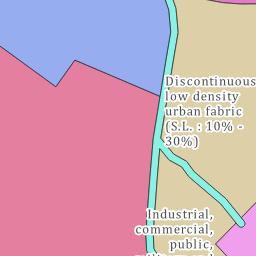 Discontinuous
low density
urban fabric
(S.L. : 10% -
30%)
Industrial,
commercial,
public,